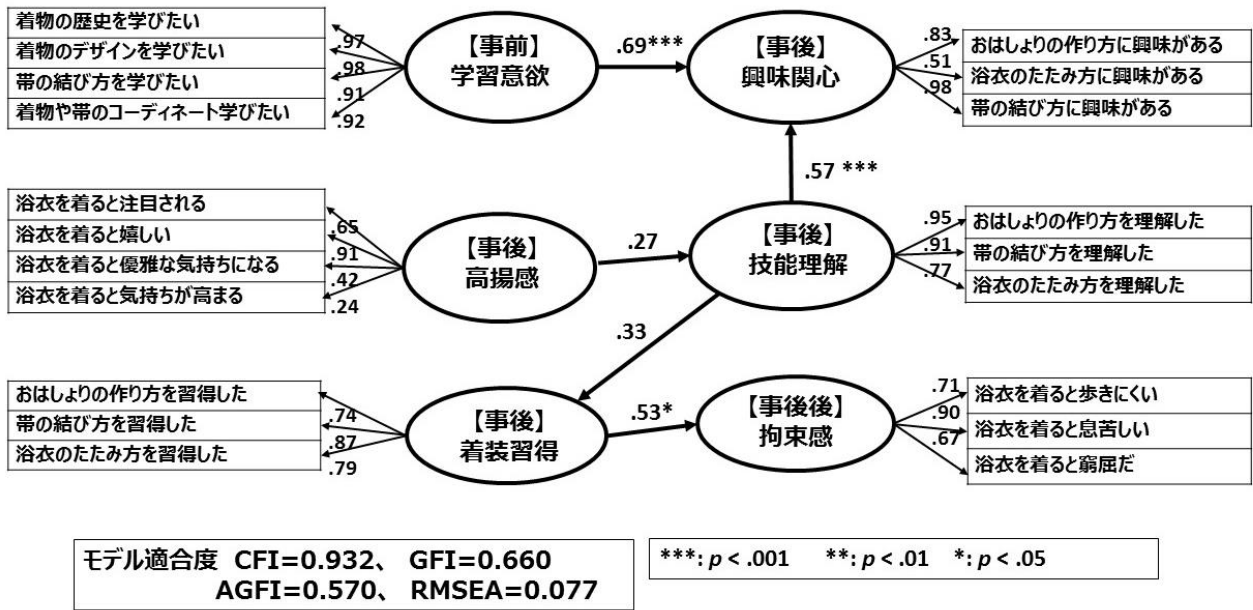 着物の歴史を学びたい
着物のデザインを学びたい
帯の結び方を学びたい
着物や帯のコーディネート学びたい
.97
.98
.91
.92
【事前】
学習意欲
.69***
【事後】
興味関心
.83
.51
.98
おはしょりの作り方に興味がある
浴衣のたたみ方に興味がある
帯の結び方に興味がある
.57 ***
浴衣を着ると注目される
浴衣を着ると嬉しい
浴衣を着ると優雅な気持ちになる
浴衣を着ると気持ちが高まる
.65
.91
.42
.24
【事後】
高揚感
.27
【事後】
技能理解
.95
.91
.77
おはしょりの作り方を理解した
帯の結び方を理解した
浴衣のたたみ方を理解した
.33
おはしょりの作り方を習得した
帯の結び方を習得した
浴衣のたたみ方を習得した
.74
.87
.79
【事後】
着装習得
.53*
【事後後】
拘束感
.71
.90
.67
浴衣を着ると歩きにくい
浴衣を着ると息苦しい
浴衣を着ると窮屈だ
モデル適合度 CFI=0.932、 GFI=0.660
AGFI=0.570、 RMSEA=0.077
***: p < .001 **: p < .01 *: p < .05